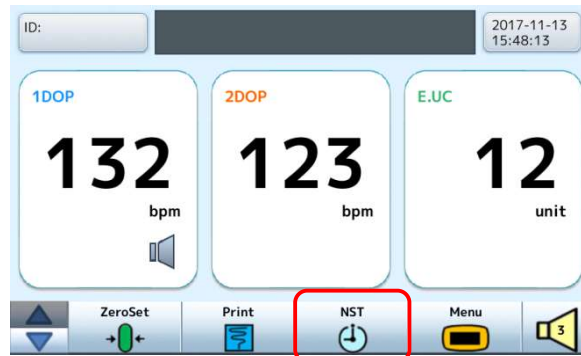 ID:
2017-11-13
15:48:13
1DOP
132
bpm
2DOP
123
bpm
E.UC
12
unit
ZeroSet
Print
NST
Menu
3